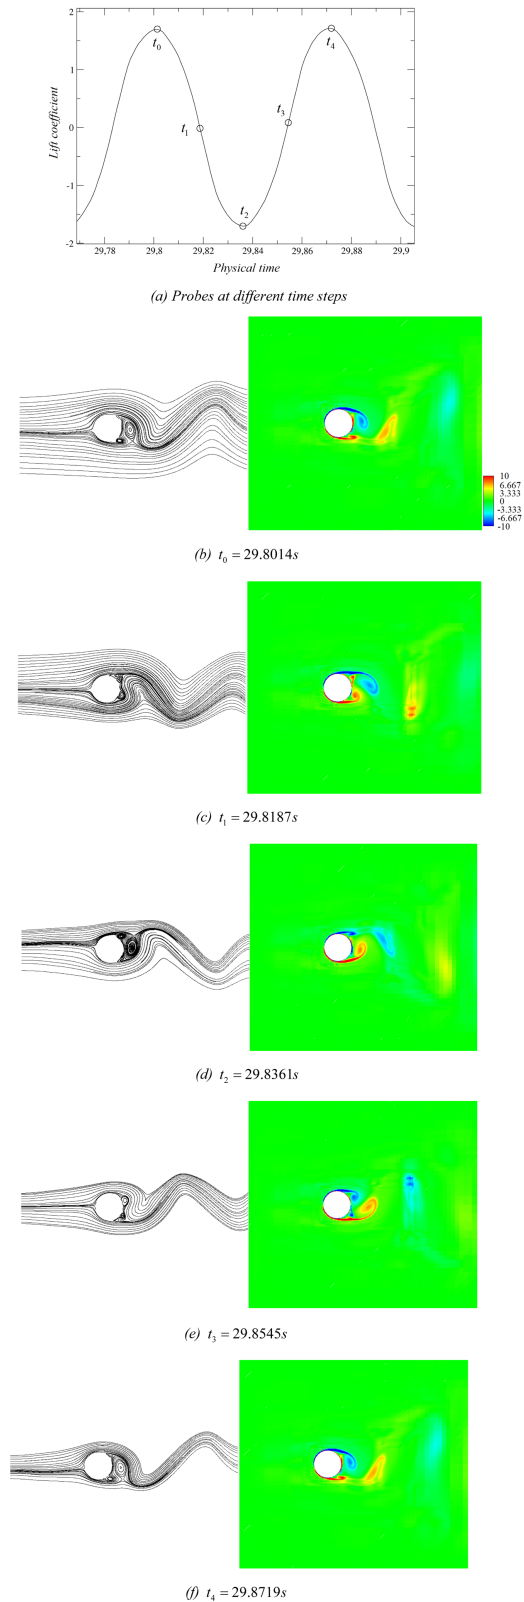 2
1
0
-1
-2
Lift coefficient
t0
t1
t2
t3
t4
29,78 29,8 29,82 29,84 29,86 29,88 29,9
Physical time
(a) Probes at different time steps
10
6.667
3.333
0
-3.333
-6.667
-10
(b) t0 = 29.8014s
(c) t1 = 29.8187s
(d) t2 = 29.8361s
(e) t3 = 29.8545s
(f) t4 = 29.8719s